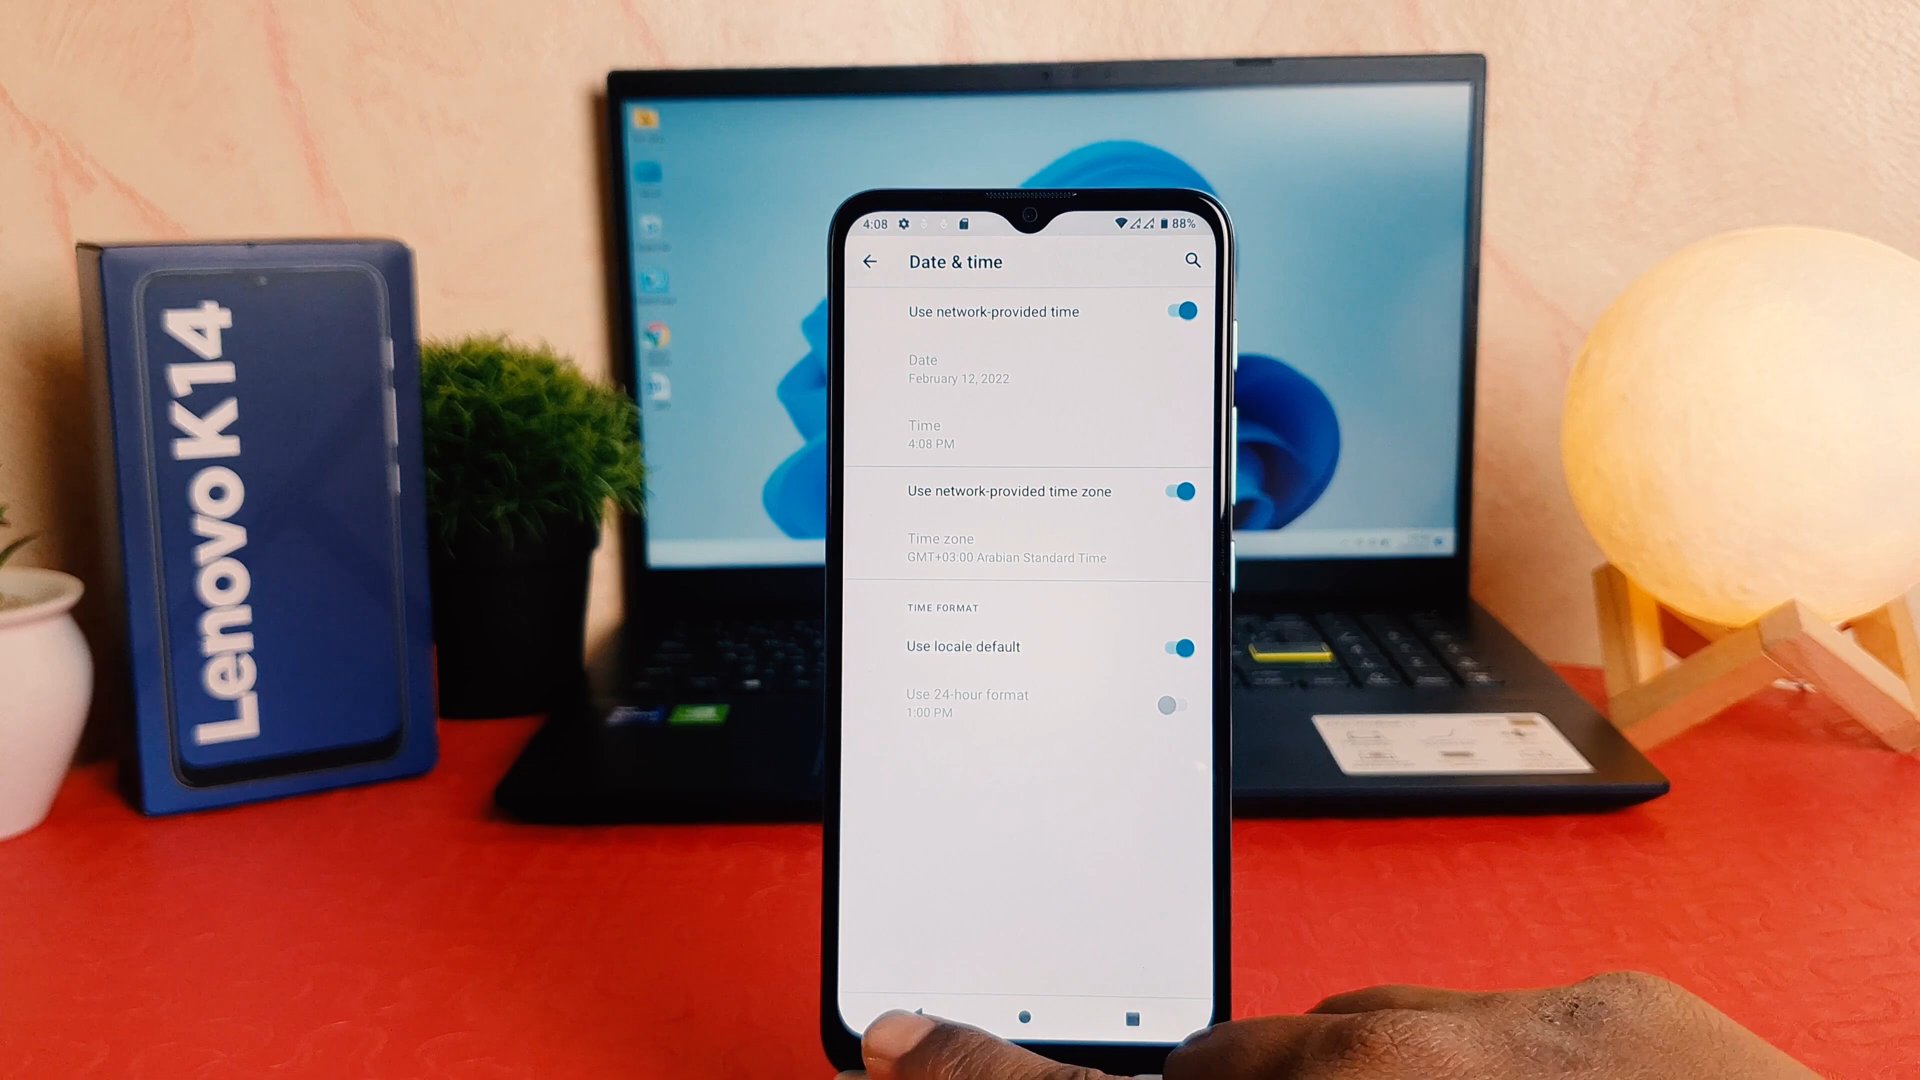 Lenovo K14
4:08
88%
Date & time
Use network-provided time
Date
February 12, 2022
Time
4:08 PM
Use network-provided time zone
Time zone
GMT+03:00 Arabian Standard Time
TIME FORMAT
Use locale default
Use 24-hour format
1:00 PM